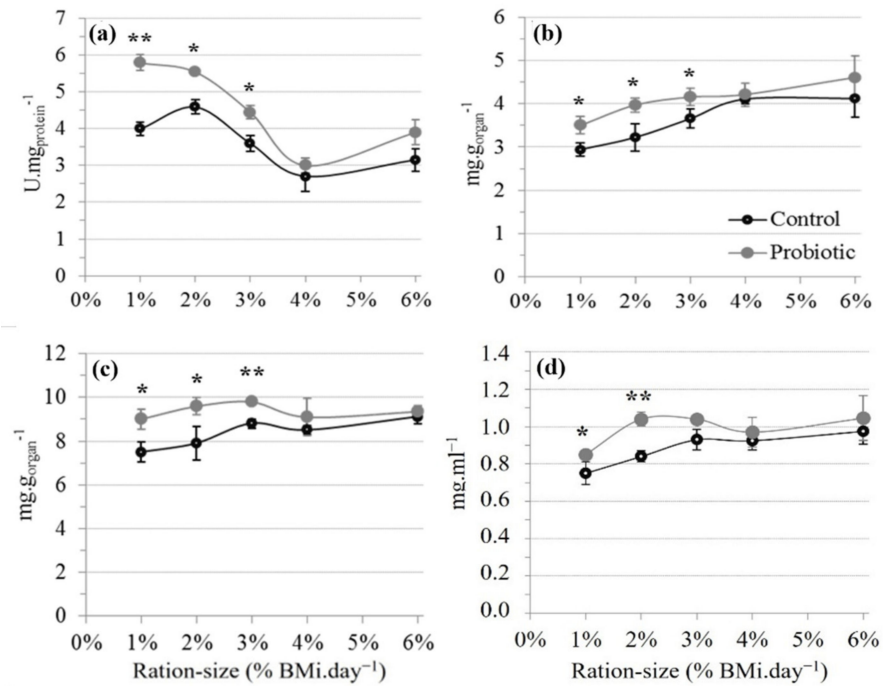 (a)
7
6
5
4
3
2
1
0
U.mgprotein-1
** * *
0% 1% 2% 3% 4% 5% 6%
(b)
6
5
4
3
2
1
0
mg.gorgan-1
* * *
Control
Probiotic
0% 1% 2% 3% 4% 5% 6%
(c)
12
10
8
6
4
2
0
mg.gorgan-1
* * **
0% 1% 2% 3% 4% 5% 6%
Ration-size (% BMi.day−1)
(d)
1.4
1.2
1.0
0.8
0.6
0.4
0.2
0.0
mg.ml−1
* **
0% 1% 2% 3% 4% 5% 6%
Ration-size (% BMi.day−1)